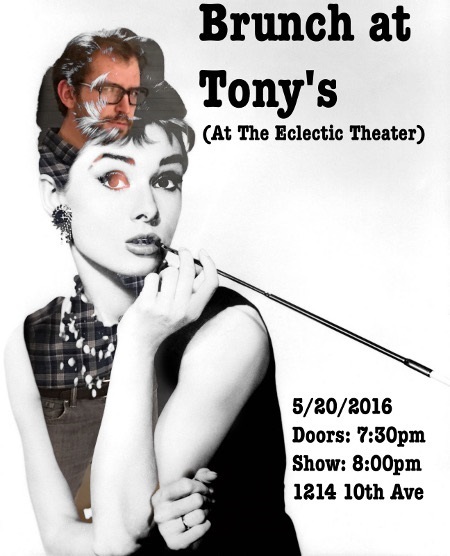 Brunch at
Tony's
(At The Eclectic Theater)
5/20/2016
Doors: 7:30pm
Show: 8:00pm
1214 10th Ave